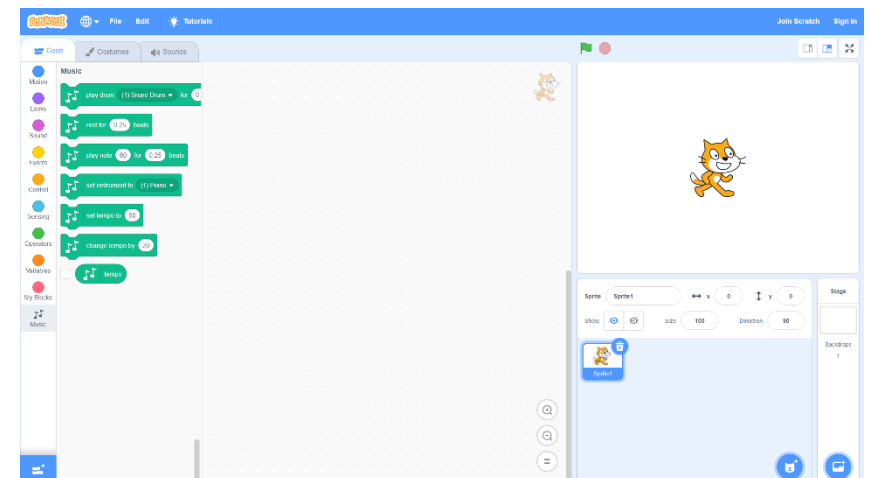 SCRATCH File Edit Tutorials Join Scratch Sign in
Code Costumes Sounds
Motion
Looks
Sound
Events
Control
Sensing
Operators
Variables
My Blocks
Music
Music
play drum (1) Snare Drum for 0
rest for 0.25 beats
play note 60 for 0.25 beats
set instrument to (1) Piano
set tempo to 60
change tempo by 20
tempo
Sprite Sprite1 x 0 y 0
Show Size 100 Direction 90
Sprite1
Stage
Backdrops
1